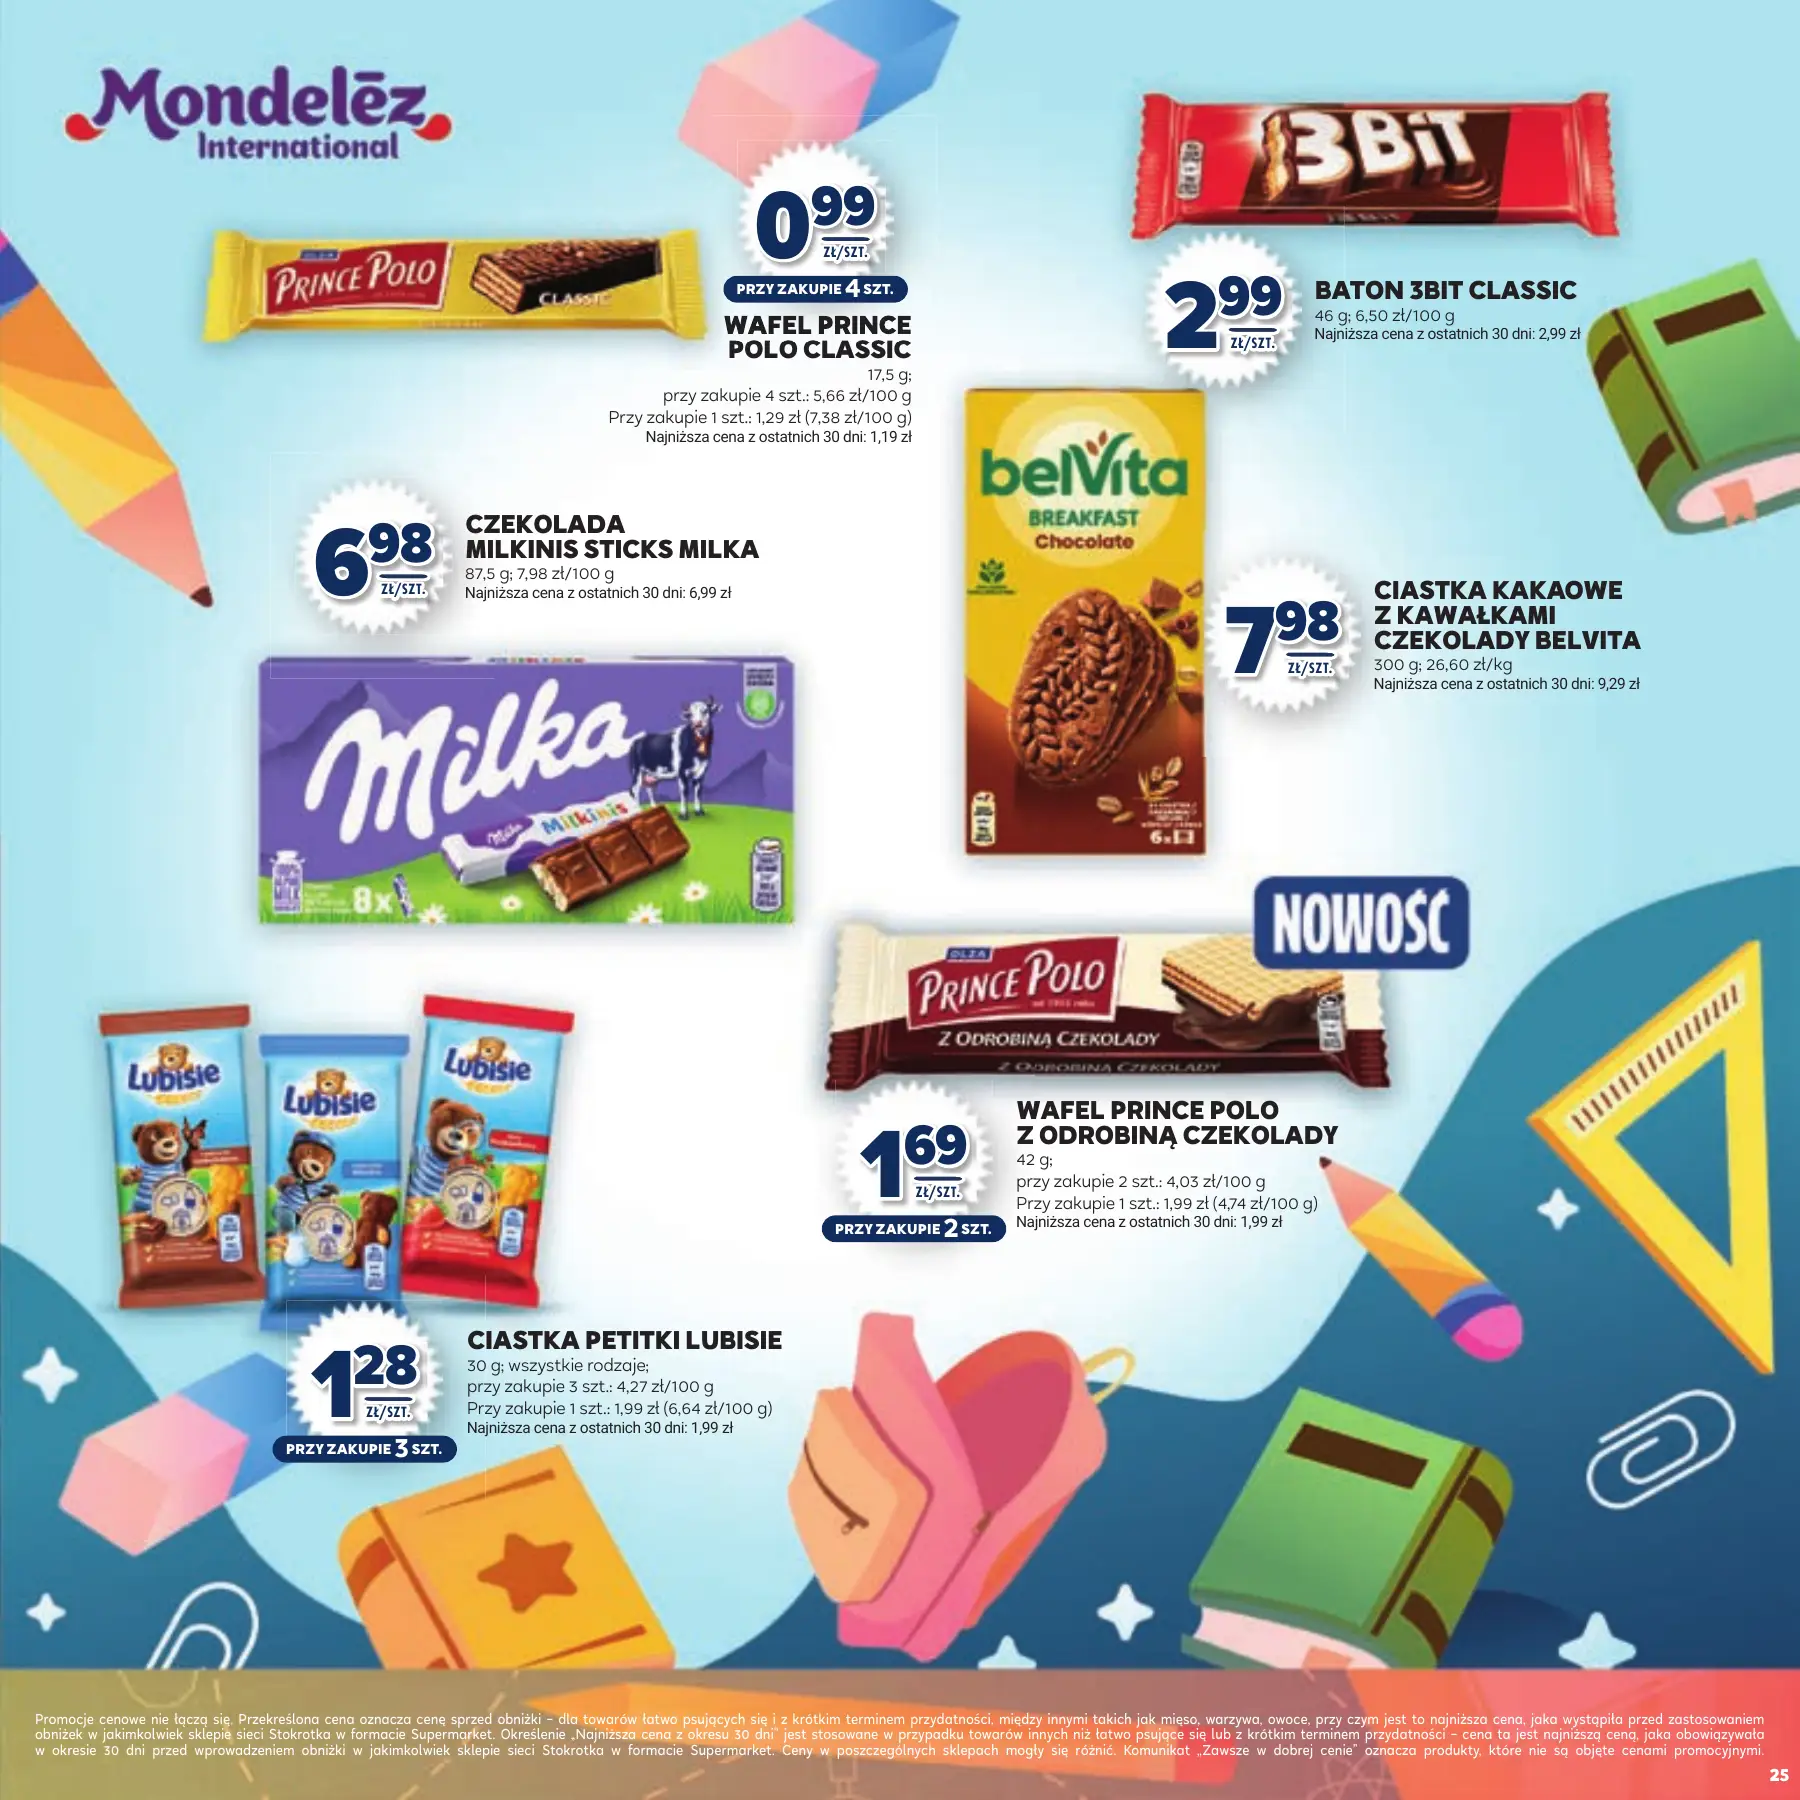 Mondelēz
International
0,99
ZŁ/SZT.
PRZY ZAKUPIE 4 SZT.
PRINCE POLO
CLASSIC
WAFEL PRINCE
POLO CLASSIC
17,5 g;
przy zakupie 4 szt.: 5,66 zł/100 g
Przy zakupie 1 szt.: 1,29 zł (7,38 zł/100 g)
Najniższa cena z ostatnich 30 dni: 1,19 zł
3BiT
3BiT
2,99
ZŁ/SZT.
BATON 3BIT CLASSIC
46 g; 6,50 zł/100 g
Najniższa cena z ostatnich 30 dni: 2,99 zł
6,98
ZŁ/SZT.
CZEKOLADA
MILKINIS STICKS MILKA
87,5 g; 7,98 zł/100 g
Najniższa cena z ostatnich 30 dni: 6,99 zł
Milka
Milka Milkinis
8x
belVita
BREAKFAST
Chocolate
6x
7,98
ZŁ/SZT.
CIASTKA KAKAOWE
Z KAWAŁKAMI
CZEKOLADY BELVITA
300 g; 26,60 zł/kg
Najniższa cena z ostatnich 30 dni: 9,29 zł
NOWOŚĆ
OLZA
PRINCE POLO
Z ODROBINĄ CZEKOLADY
Z ODROBINĄ CZEKOLADY
1,69
ZŁ/SZT.
PRZY ZAKUPIE 2 SZT.
WAFEL PRINCE POLO
Z ODROBINĄ CZEKOLADY
42 g;
przy zakupie 2 szt.: 4,03 zł/100 g
Przy zakupie 1 szt.: 1,99 zł (4,74 zł/100 g)
Najniższa cena z ostatnich 30 dni: 1,99 zł
Lubisie
Lubisie
Lubisie
1,28
ZŁ/SZT.
PRZY ZAKUPIE 3 SZT.
CIASTKA PETITKI LUBISIE
30 g; wszystkie rodzaje;
przy zakupie 3 szt.: 4,27 zł/100 g
Przy zakupie 1 szt.: 1,99 zł (6,64 zł/100 g)
Najniższa cena z ostatnich 30 dni: 1,99 zł
Promocje cenowe nie łączą się. Przekreślona cena oznacza cenę sprzed obniżki – dla towarów łatwo psujących się i z krótkim terminem przydatności, między innymi takich jak mięso, warzywa, owoce, przy czym jest to najniższa cena, jaka wystąpiła przed zastosowaniem
obniżek w jakimkolwiek sklepie sieci Stokrotka w formacie Supermarket. Określenie „Najniższa cena z okresu 30 dni" jest stosowane w przypadku towarów innych niż łatwo psujące się lub z krótkim terminem przydatności – cena ta jest najniższą ceną, jaka obowiązywała
w okresie 30 dni przed wprowadzeniem obniżki w jakimkolwiek sklepie sieci Stokrotka w formacie Supermarket. Ceny w poszczególnych sklepach mogły się różnić. Komunikat „Zawsze w dobrej cenie" oznacza produkty, które nie są objęte cenami promocyjnymi.
25